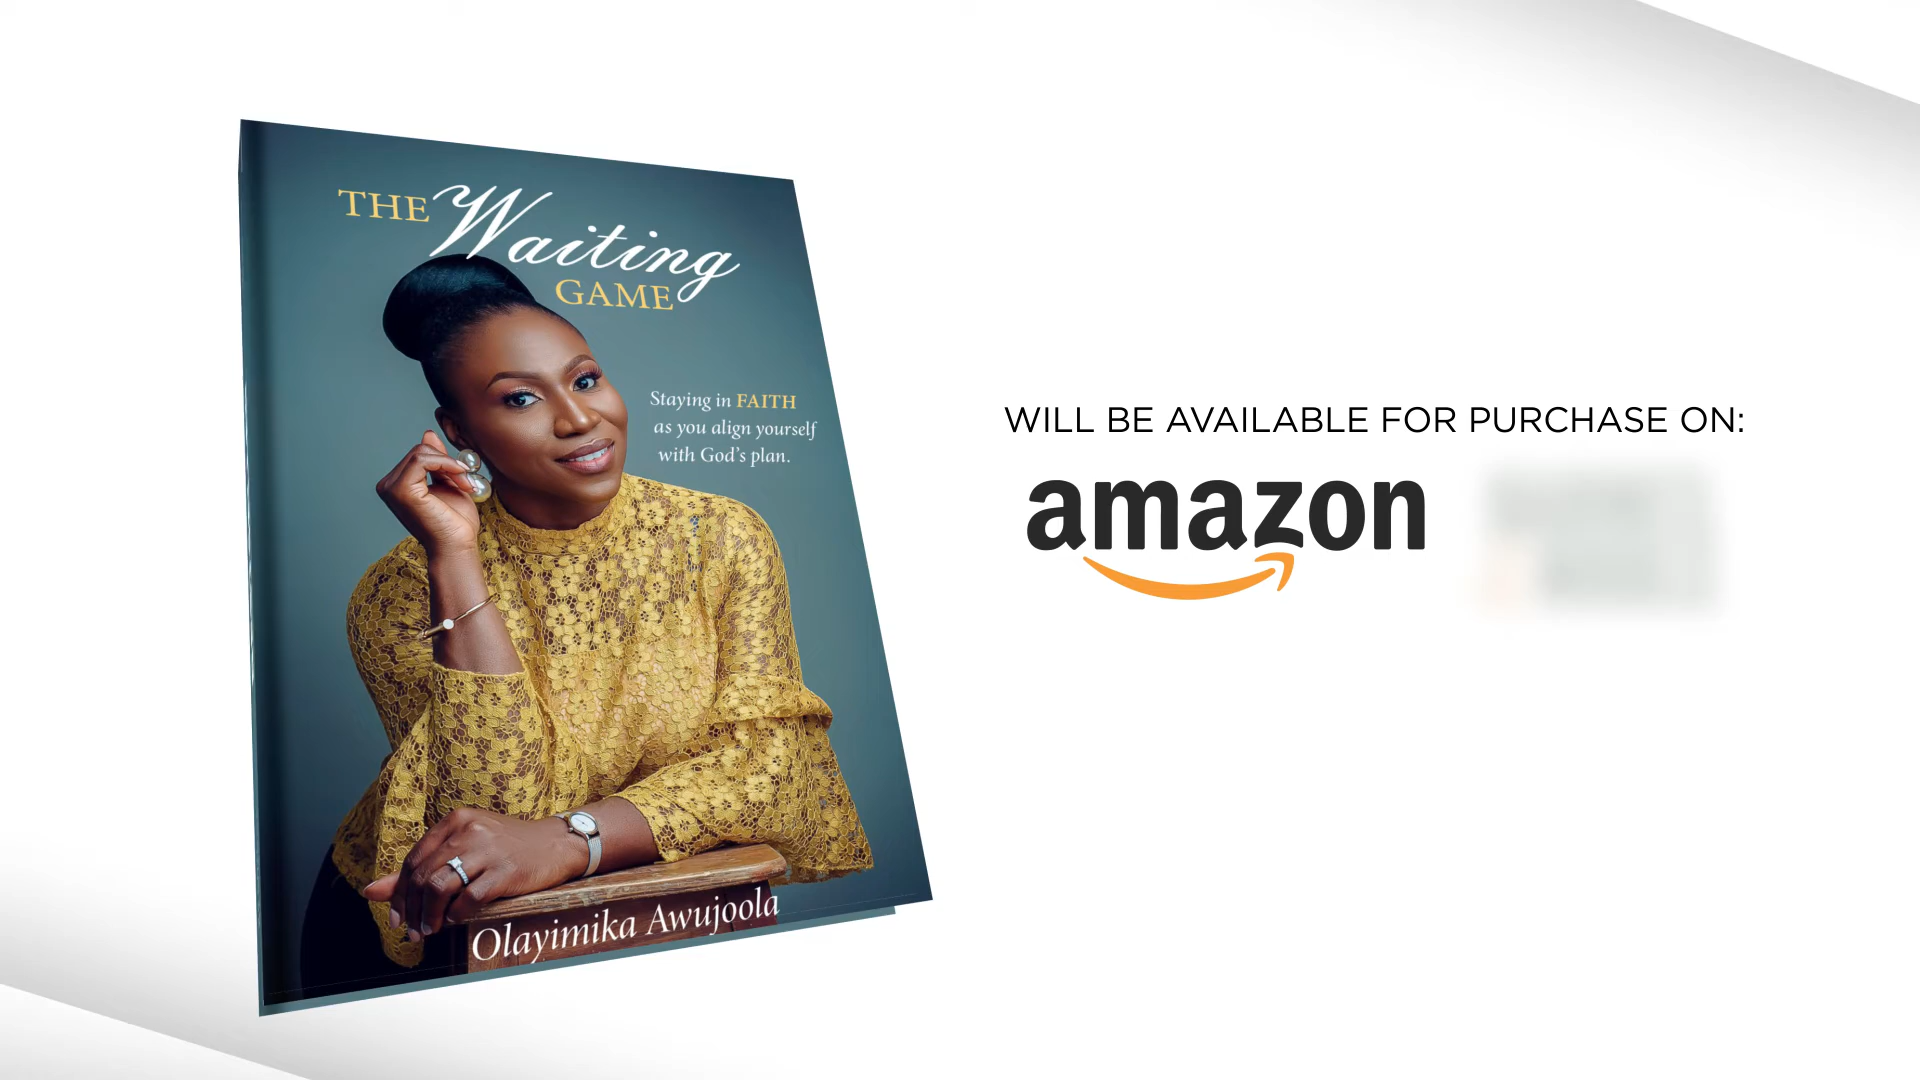 THE Waiting
GAME
Staying in FAITH
as you align yourself
with God's plan.
Olayimika Awujoola
WILL BE AVAILABLE FOR PURCHASE ON:
amazon